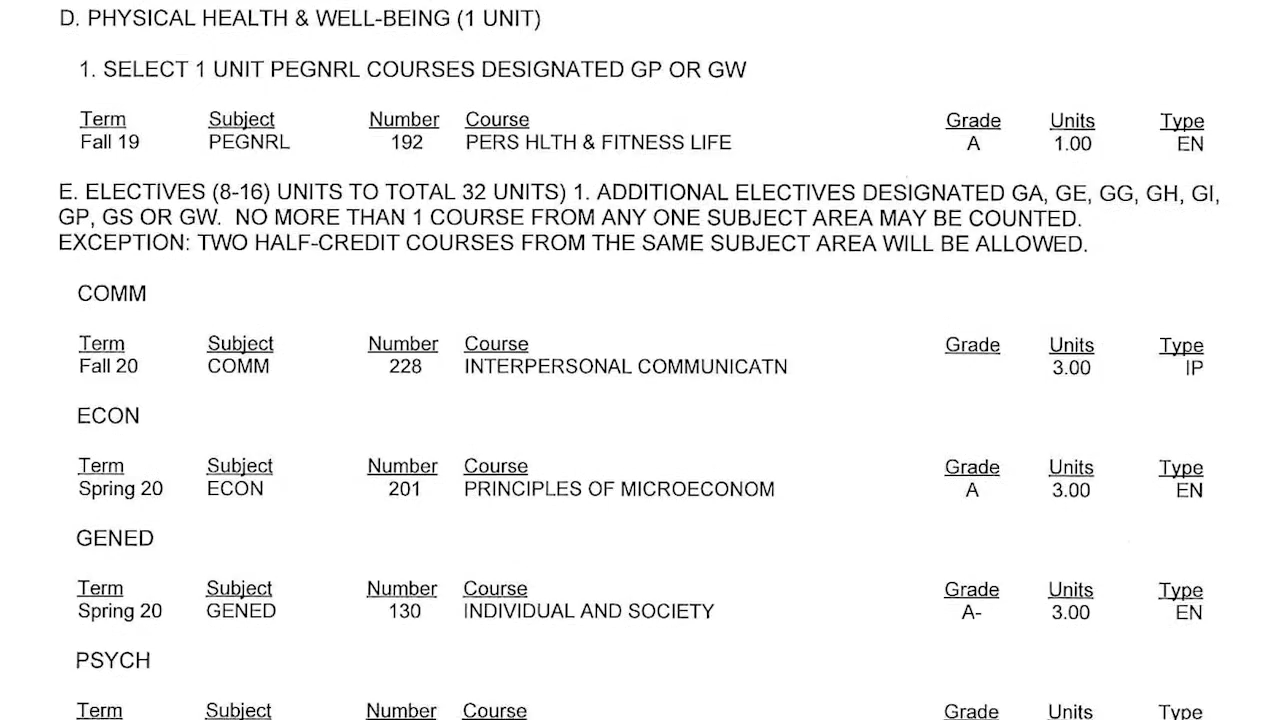 D. PHYSICAL HEALTH & WELL-BEING (1 UNIT)
1. SELECT 1 UNIT PEGNRL COURSES DESIGNATED GP OR GW
Term Subject Number Course Grade Units Type
Fall 19 PEGNRL 192 PERS HLTH & FITNESS LIFE A 1.00 EN
E. ELECTIVES (8-16) UNITS TO TOTAL 32 UNITS) 1. ADDITIONAL ELECTIVES DESIGNATED GA, GE, GG, GH, GI,
GP, GS OR GW. NO MORE THAN 1 COURSE FROM ANY ONE SUBJECT AREA MAY BE COUNTED.
EXCEPTION: TWO HALF-CREDIT COURSES FROM THE SAME SUBJECT AREA WILL BE ALLOWED.
COMM
Term Subject Number Course Grade Units Type
Fall 20 COMM 228 INTERPERSONAL COMMUNICATN 3.00 IP
ECON
Term Subject Number Course Grade Units Type
Spring 20 ECON 201 PRINCIPLES OF MICROECONOM A 3.00 EN
GENED
Term Subject Number Course Grade Units Type
Spring 20 GENED 130 INDIVIDUAL AND SOCIETY A- 3.00 EN
PSYCH
Term Subject Number Course Grade Units Type